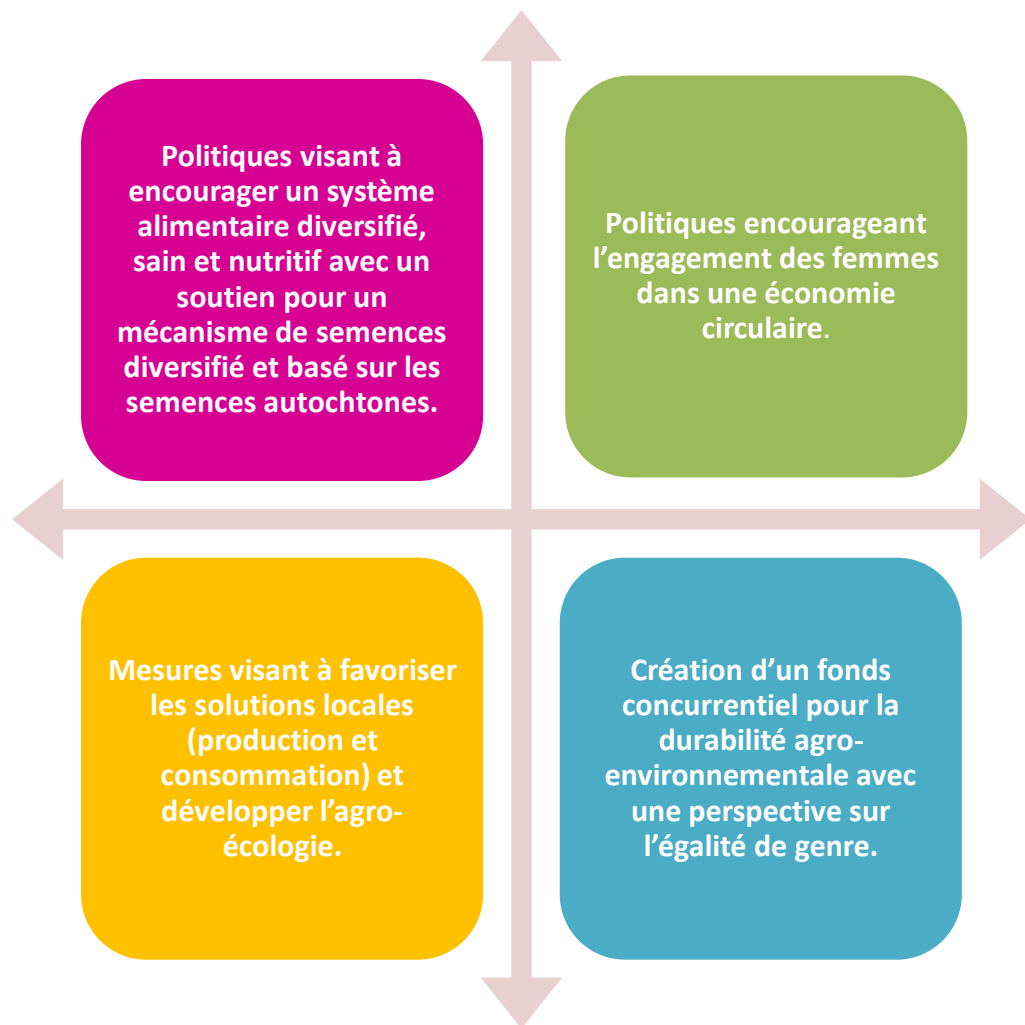 Politiques visant à
encourager un système
alimentaire diversifié,
sain et nutritif avec un
soutien pour un
mécanisme de semences
diversifié et basé sur les
semences autochtones.
Politiques encourageant
l’engagement des femmes
dans une économie
circulaire.
Mesures visant à favoriser
les solutions locales
(production et
consommation) et
développer l’agro-
écologie.
Création d’un fonds
concurrentiel pour la
durabilité agro-
environnementale avec
une perspective sur
l’égalité de genre.